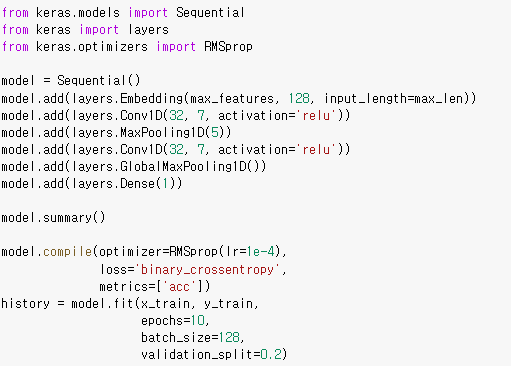 from keras.models import Sequential
from keras import layers
from keras.optimizers import RMSprop
model = Sequential()
model.add(layers.Embedding(max_features, 128, input_length=max_len))
model.add(layers.Conv1D(32, 7, activation='relu'))
model.add(layers.MaxPooling1D(5))
model.add(layers.Conv1D(32, 7, activation='relu'))
model.add(layers.GlobalMaxPooling1D())
model.add(layers.Dense(1))
model.summary()
model.compile(optimizer=RMSprop(lr=1e-4),
              loss='binary_crossentropy',
              metrics=['acc'])
history = model.fit(x_train, y_train,
                    epochs=10,
                    batch_size=128,
                    validation_split=0.2)